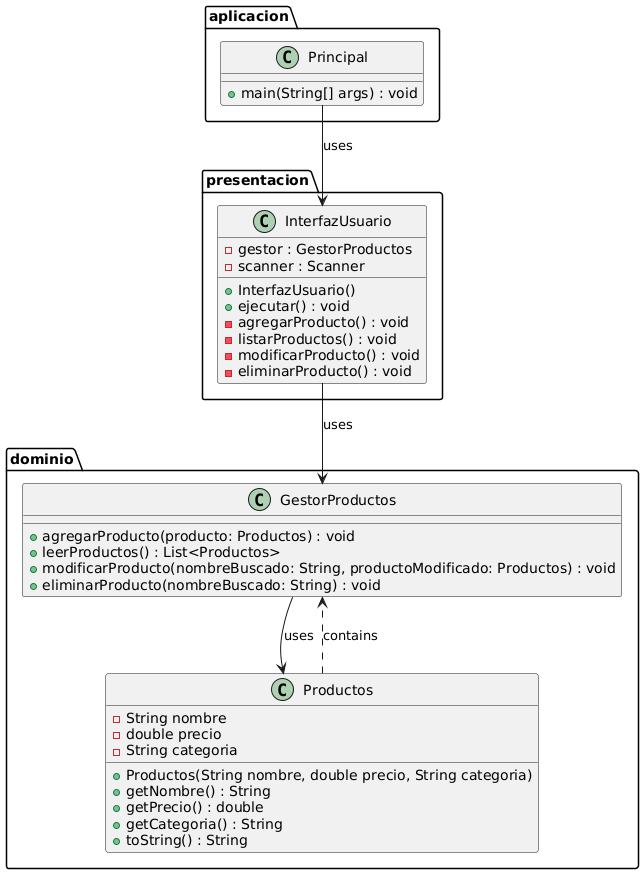 aplicacion
C Principal
main(String[] args) : void
uses
presentacion
C InterfazUsuario
gestor : GestorProductos
scanner : Scanner
InterfazUsuario()
ejecutar() : void
agregarProducto() : void
listarProductos() : void
modificarProducto() : void
eliminarProducto() : void
uses
dominio
C GestorProductos
agregarProducto(producto: Productos) : void
leerProductos() : List<Productos>
modificarProducto(nombreBuscado: String, productoModificado: Productos) : void
eliminarProducto(nombreBuscado: String) : void
uses
contains
C Productos
String nombre
double precio
String categoria
Productos(String nombre, double precio, String categoria)
getNombre() : String
getPrecio() : double
getCategoria() : String
toString() : String